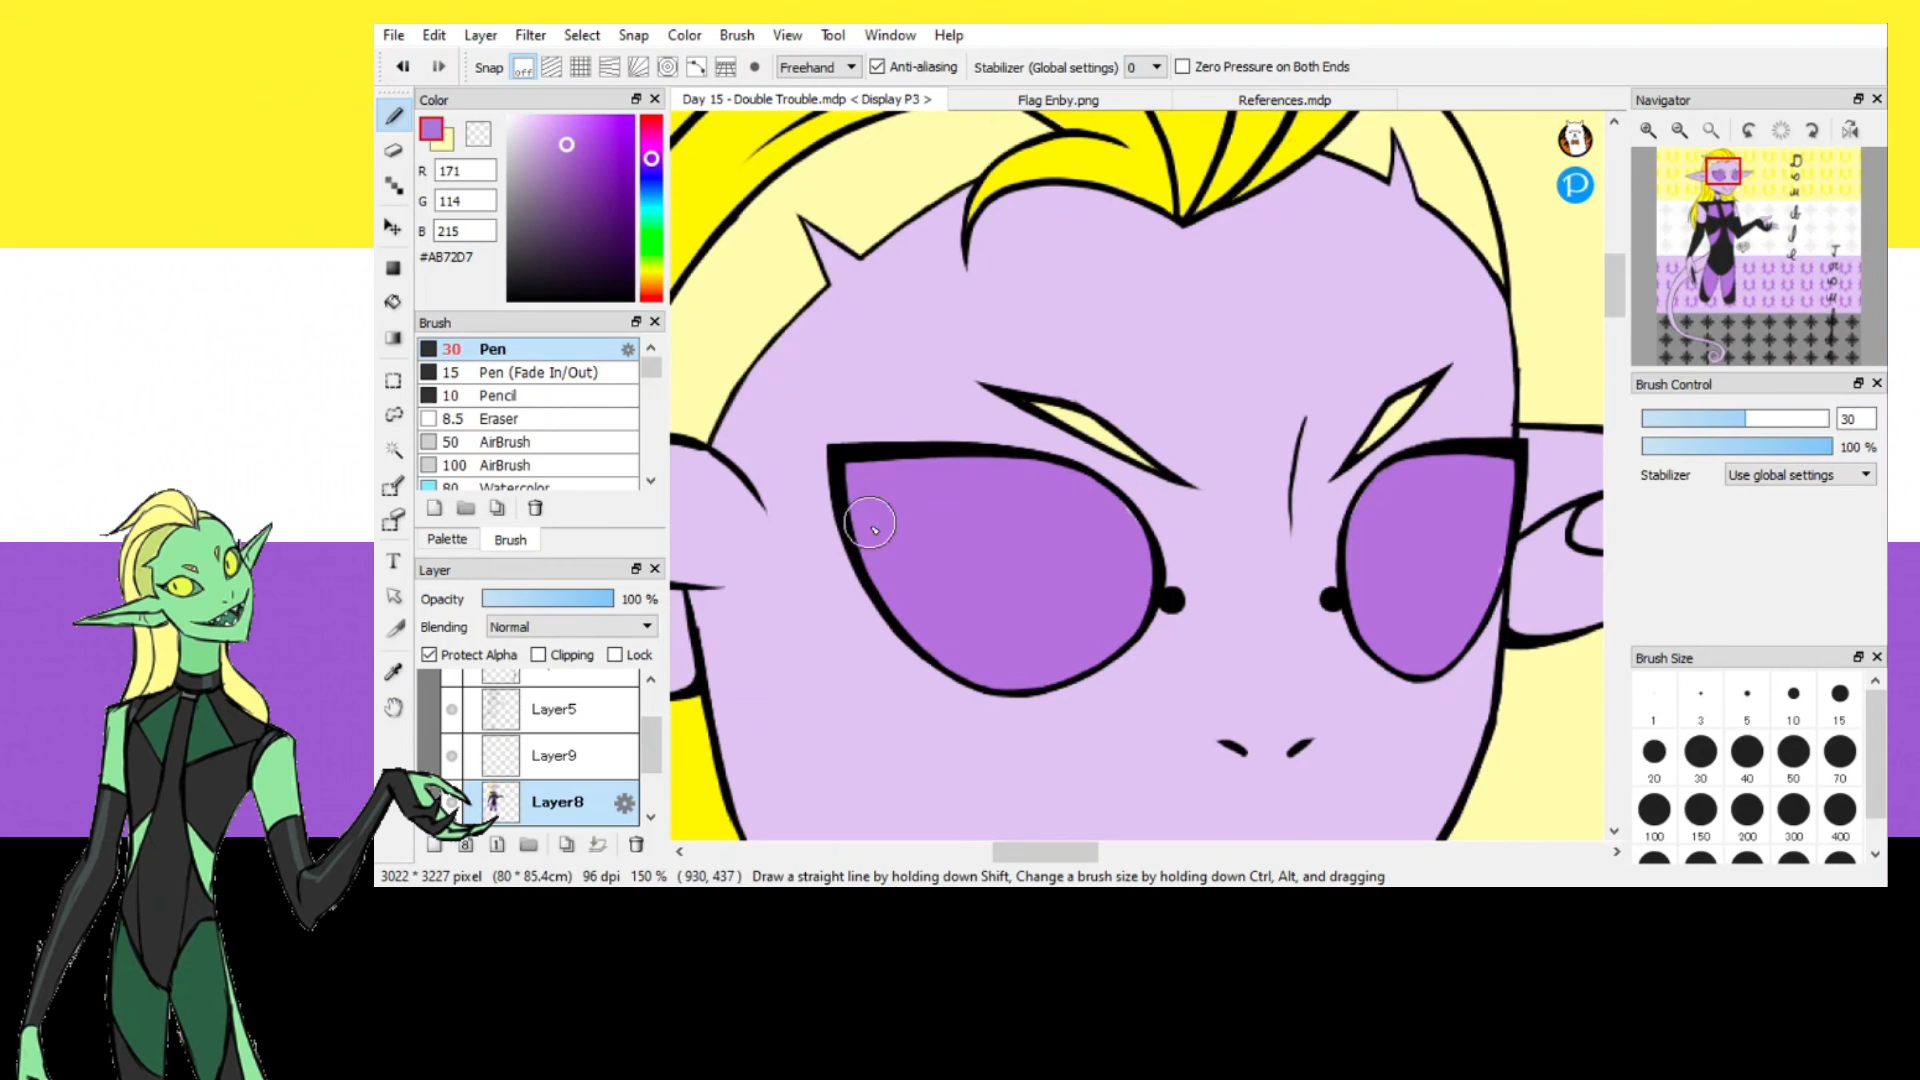 File Edit Layer Filter Select Snap Color Brush View Tool Window Help
Snap off Freehand Anti-aliasing Stabilizer (Global settings) 0 Zero Pressure on Both Ends
Color
Day 15 - Double Trouble.mdp < Display P3 >
Flag Enby.png
References.mdp
Navigator
R 171
G 114
B 215
#AB72D7
Brush
30 Pen
15 Pen (Fade In/Out)
10 Pencil
8.5 Eraser
50 AirBrush
100 AirBrush
80 Watercolor
Palette Brush
Layer
Opacity 100 %
Blending Normal
Protect Alpha Clipping Lock
Layer5
Layer9
Layer8
P
Double
Trouble
Brush Control
30
100 %
Stabilizer Use global settings
Brush Size
1 3 5 10 15
20 30 40 50 70
100 150 200 300 400
3022 * 3227 pixel (80 * 85.4cm) 96 dpi 150 % ( 930, 437 ) Draw a straight line by holding down Shift, Change a brush size by holding down Ctrl, Alt, and dragging